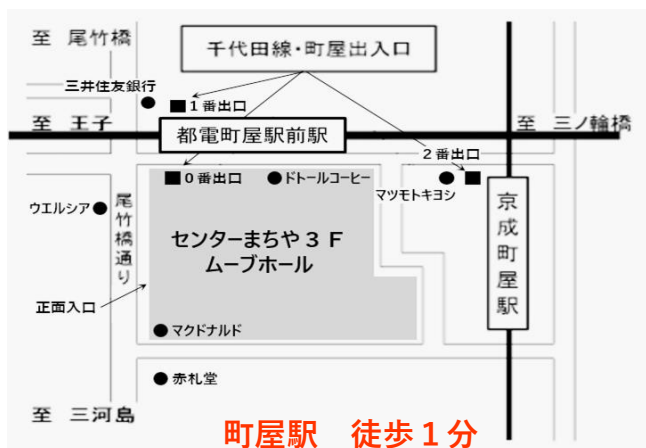 至 尾竹橋
千代田線・町屋出入口
三井住友銀行
1番出口
至 王子
都電町屋駅前駅
至 三ノ輪橋
2番出口
0番出口
ドトールコーヒー
マツモトキヨシ
ウエルシア
尾竹橋通り
センターまちや3F
ムーブホール
京成町屋駅
正面入口
マクドナルド
赤札堂
至 三河島
町屋駅 徒歩1分